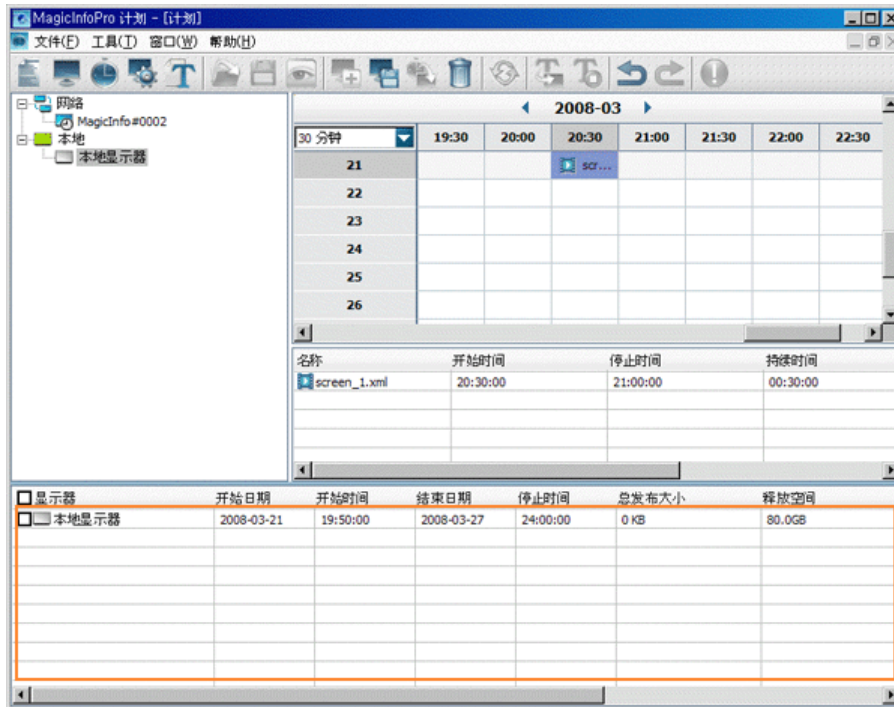 MagicInfoPro 计划 - [计划]
文件(F) 工具(T) 窗口(W) 帮助(H)
网络
MagicInfo#0002
本地
本地显示器
2008-03
30 分钟 19:30 20:00 20:30 21:00 21:30 22:00 22:30
21 scr...
22
23
24
25
26
名称 开始时间 停止时间 持续时间
screen_1.xml 20:30:00 21:00:00 00:30:00
显示器 开始日期 开始时间 结束日期 停止时间 总发布大小 释放空间
本地显示器 2008-03-21 19:50:00 2008-03-27 24:00:00 0 KB 80.0GB